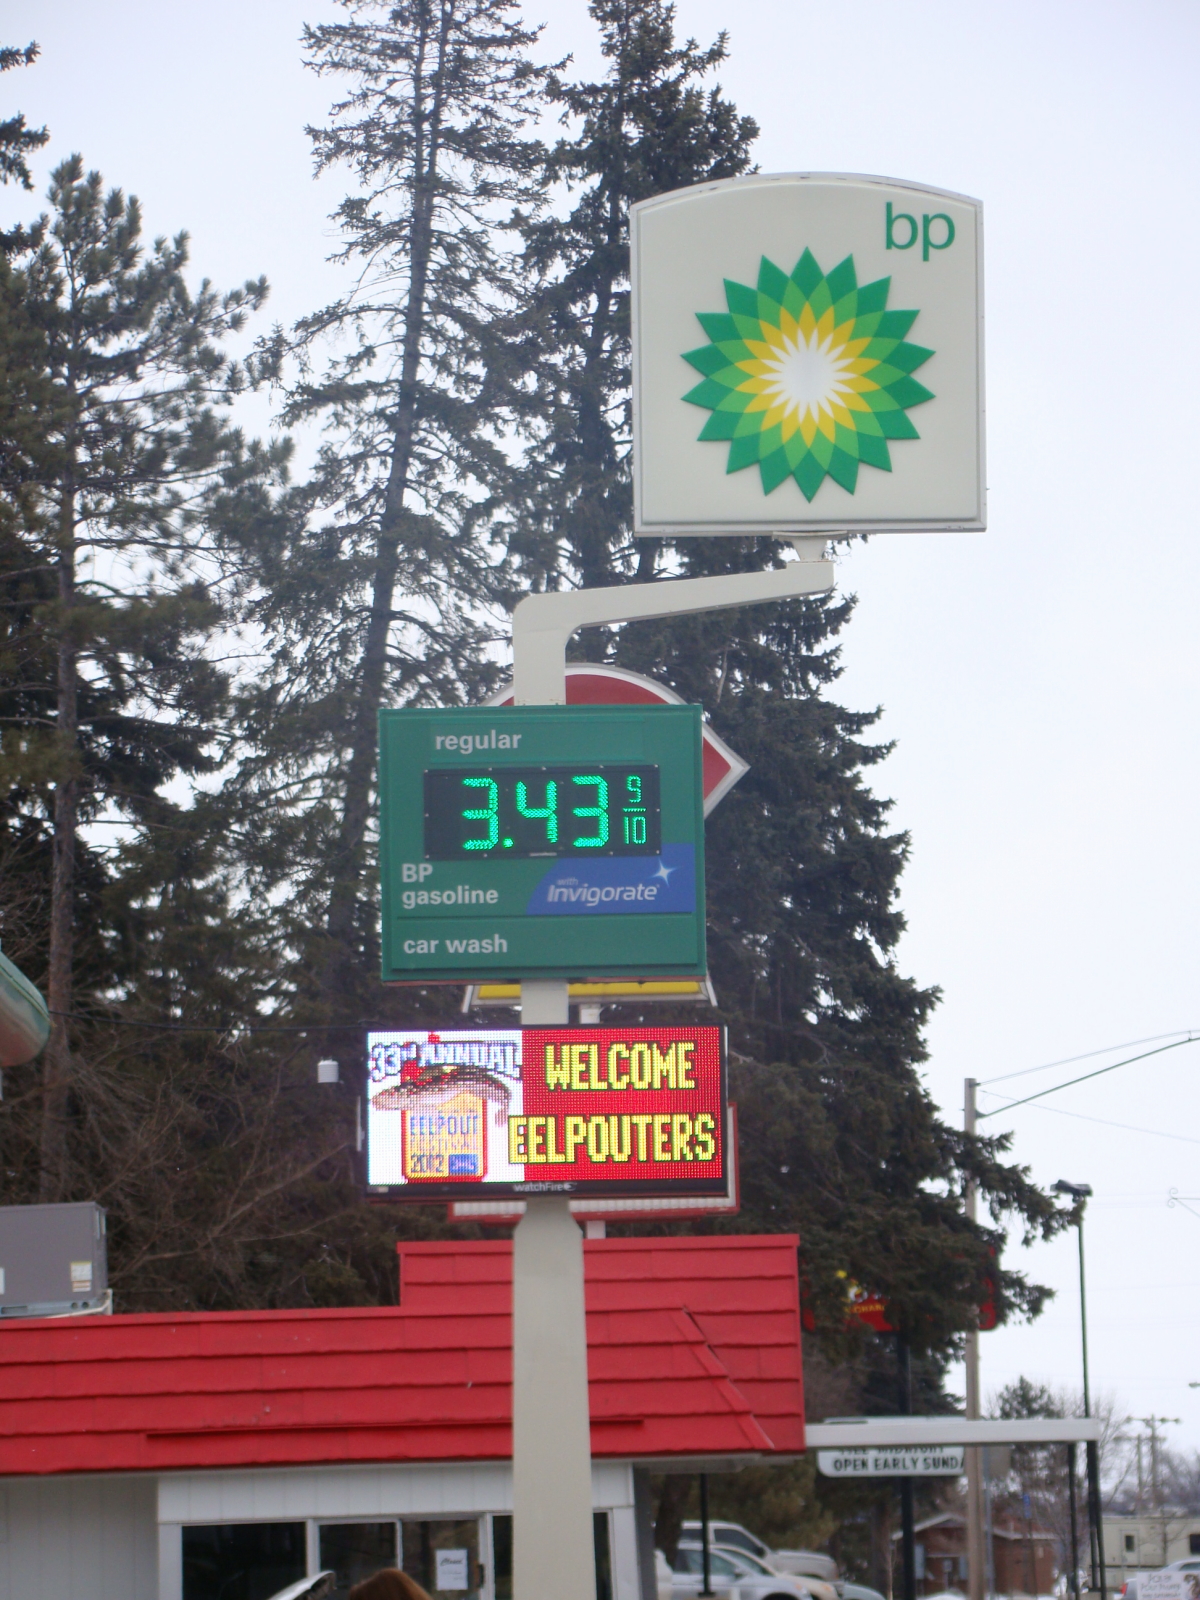 bp
regular
3.43 9/10
BP
gasoline
with
Invigorate
car wash
33rd ANNUAL
EELPOUT
2012
WELCOME
EELPOUTERS
watchFire
OPEN EARLY SUNDA